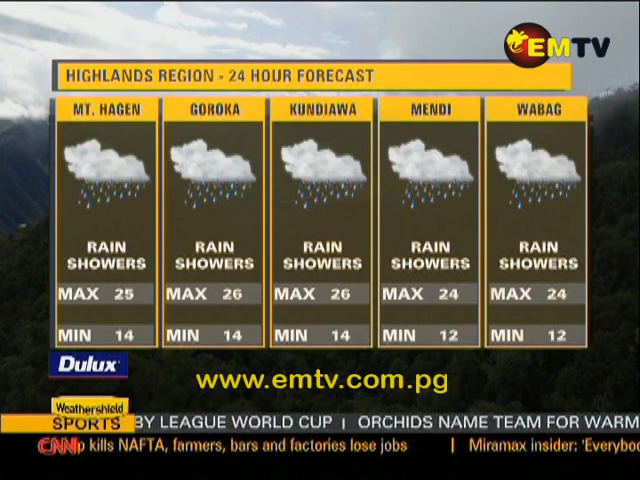 EMTV
HIGHLANDS REGION - 24 HOUR FORECAST
MT. HAGEN GOROKA KUNDIAWA MENDI WABAG
RAIN SHOWERS RAIN SHOWERS RAIN SHOWERS RAIN SHOWERS RAIN SHOWERS
MAX 25 MAX 26 MAX 26 MAX 24 MAX 24
MIN 14 MIN 14 MIN 14 MIN 12 MIN 12
Dulux
www.emtv.com.pg
Weathershield
SPORTS BY LEAGUE WORLD CUP | ORCHIDS NAME TEAM FOR WARM
CNN p kills NAFTA, farmers, bars and factories lose jobs | Miramax insider: 'Everybo